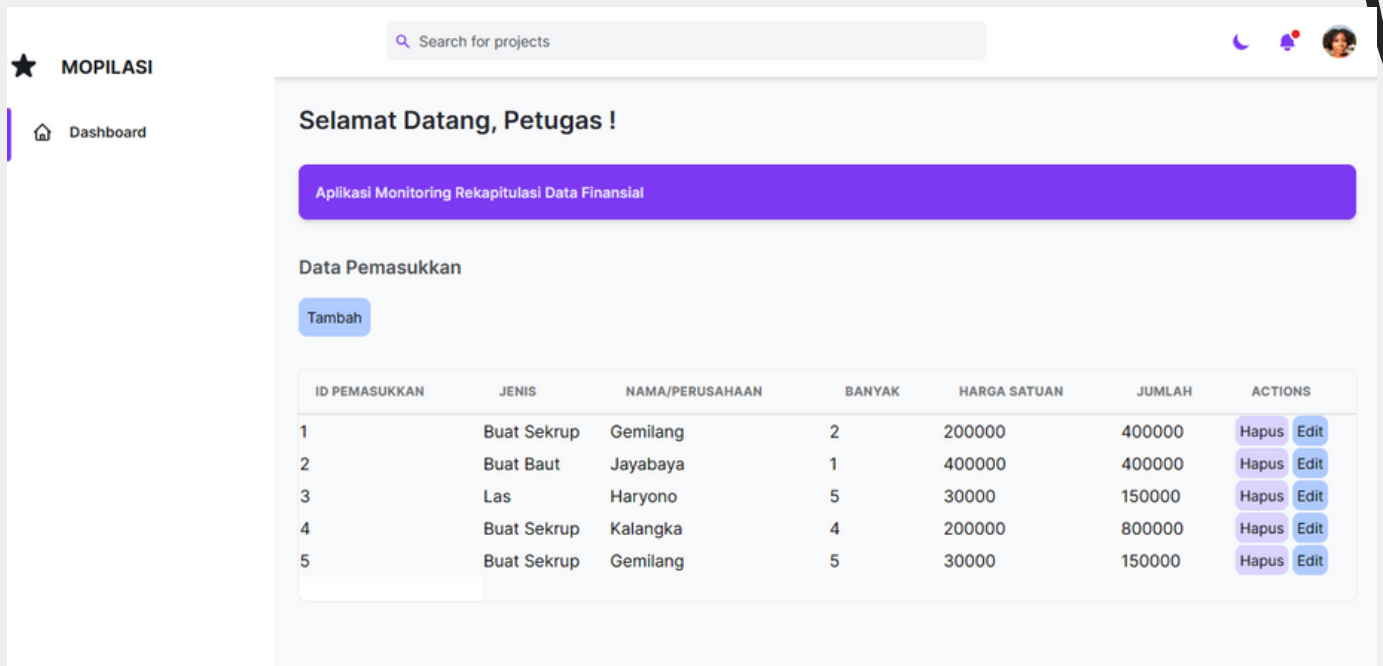 Search for projects
MOPILASI
Dashboard
Selamat Datang, Petugas !
Aplikasi Monitoring Rekapitulasi Data Finansial
Data Pemasukkan
Tambah
ID PEMASUKKAN JENIS NAMA/PERUSAHAAN BANYAK HARGA SATUAN JUMLAH ACTIONS
1 Buat Sekrup Gemilang 2 200000 400000 Hapus Edit
2 Buat Baut Jayabaya 1 400000 400000 Hapus Edit
3 Las Haryono 5 30000 150000 Hapus Edit
4 Buat Sekrup Kalangka 4 200000 800000 Hapus Edit
5 Buat Sekrup Gemilang 5 30000 150000 Hapus Edit